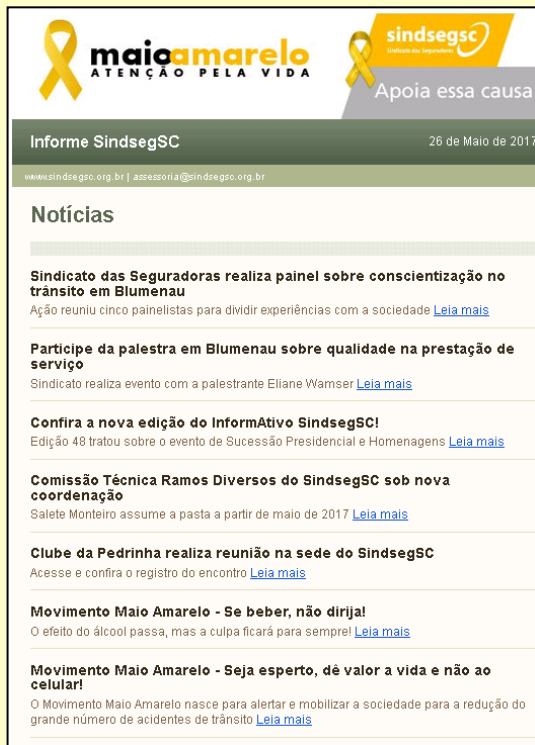 maioamarelo
ATENÇÃO PELA VIDA
sindsegsc
Sindicato das Seguradoras
Apoia essa causa
Informe SindsegSC
26 de Maio de 2017
www.sindsegsc.org.br | assessoria@sindsegsc.org.br
Notícias
Sindicato das Seguradoras realiza painel sobre conscientização no
trânsito em Blumenau
Ação reuniu cinco painelistas para dividir experiências com a sociedade Leia mais
Participe da palestra em Blumenau sobre qualidade na prestação de
serviço
Sindicato realiza evento com a palestrante Eliane Wamser Leia mais
Confira a nova edição do InformAtivo SindsegSC!
Edição 48 tratou sobre o evento de Sucessão Presidencial e Homenagens Leia mais
Comissão Técnica Ramos Diversos do SindsegSC sob nova
coordenação
Salete Monteiro assume a pasta a partir de maio de 2017 Leia mais
Clube da Pedrinha realiza reunião na sede do SindsegSC
Acesse e confira o registro do encontro Leia mais
Movimento Maio Amarelo - Se beber, não dirija!
O efeito do álcool passa, mas a culpa ficará para sempre! Leia mais
Movimento Maio Amarelo - Seja esperto, dê valor a vida e não ao
celular!
O Movimento Maio Amarelo nasce para alertar e mobilizar a sociedade para a redução do
grande número de acidentes de trânsito Leia mais